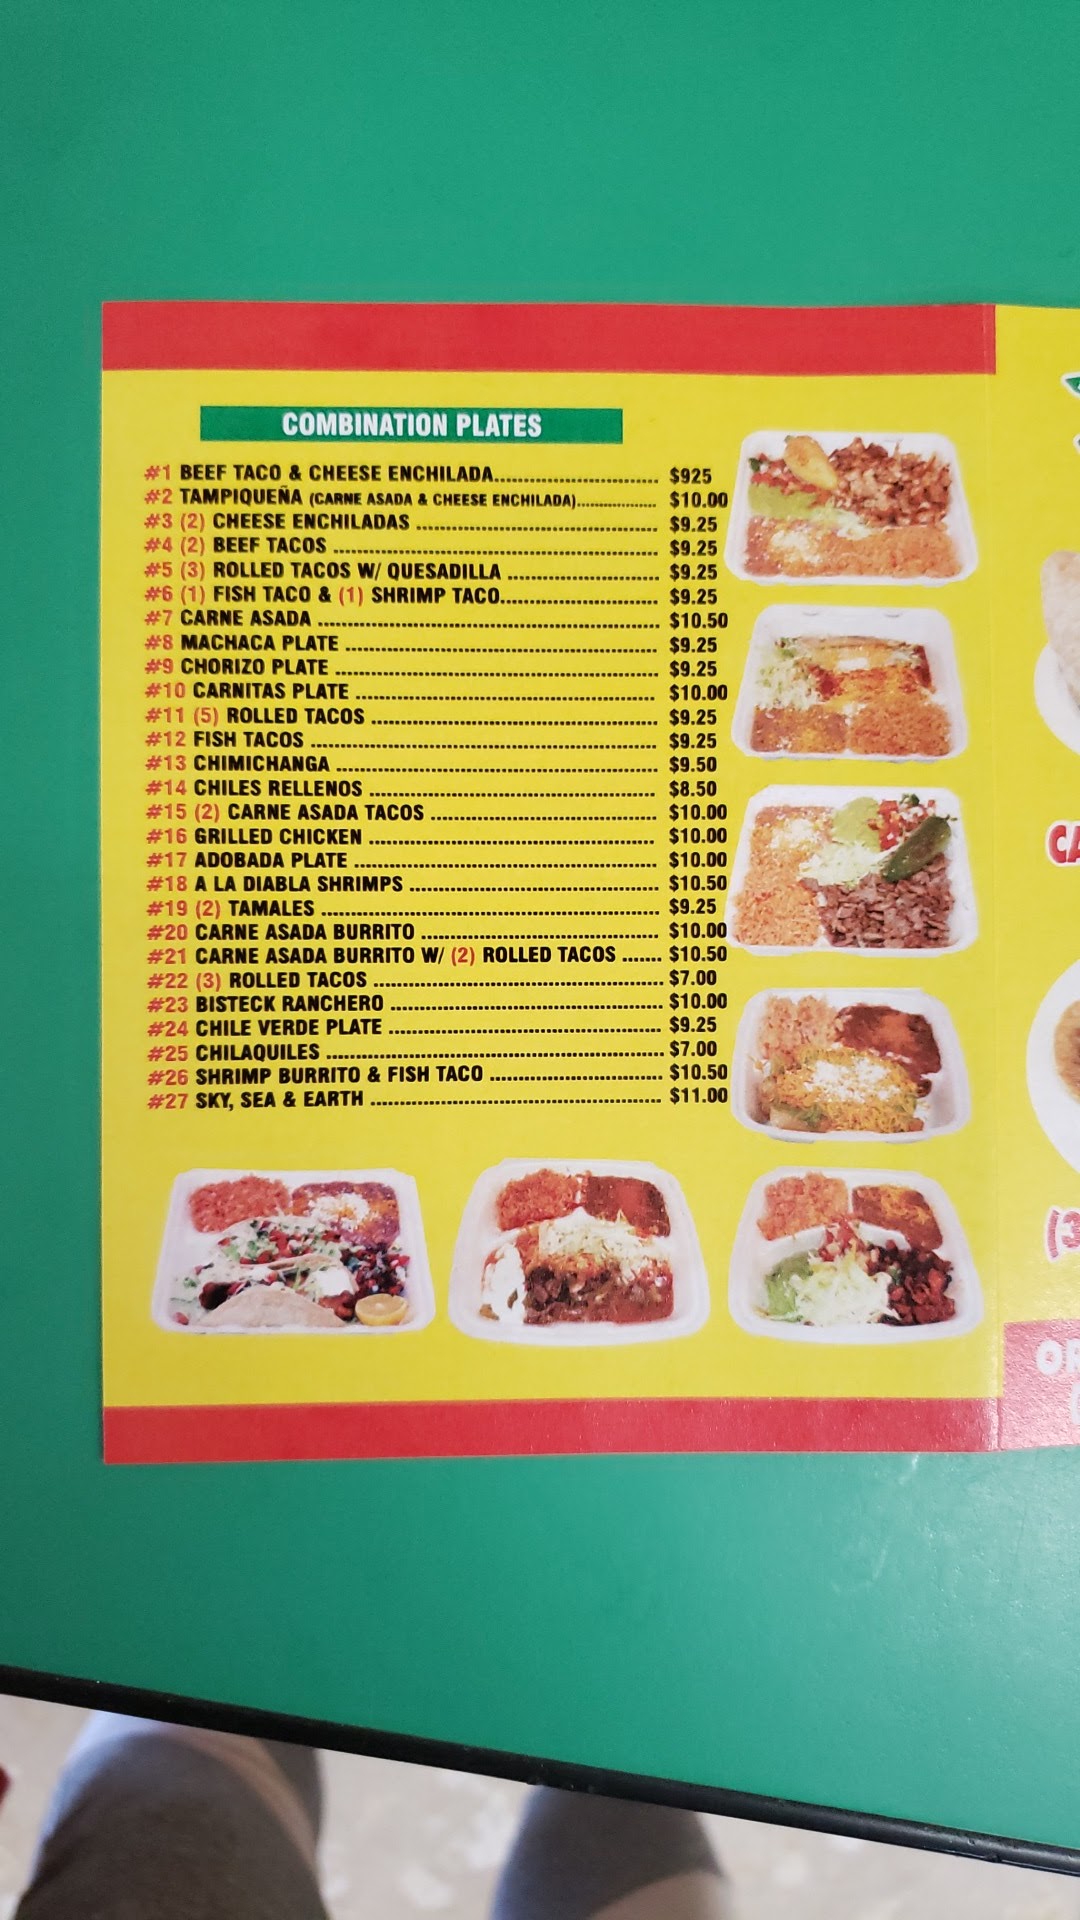 COMBINATION PLATES
#1 BEEF TACO & CHEESE ENCHILADA................................ $925
#2 TAMPIQUEÑA (CARNE ASADA & CHEESE ENCHILADA)................ $10.00
#3 (2) CHEESE ENCHILADAS ................................ $9.25
#4 (2) BEEF TACOS ................................ $9.25
#5 (3) ROLLED TACOS W/ QUESADILLA ................................ $9.25
#6 (1) FISH TACO & (1) SHRIMP TACO................................ $9.25
#7 CARNE ASADA ................................ $10.50
#8 MACHACA PLATE ................................ $9.25
#9 CHORIZO PLATE ................................ $9.25
#10 CARNITAS PLATE ................................ $10.00
#11 (5) ROLLED TACOS ................................ $9.25
#12 FISH TACOS ................................ $9.25
#13 CHIMICHANGA ................................ $9.50
#14 CHILES RELLENOS ................................ $8.50
#15 (2) CARNE ASADA TACOS ................................ $10.00
#16 GRILLED CHICKEN ................................ $10.00
#17 ADOBADA PLATE ................................ $10.00
#18 A LA DIABLA SHRIMPS ................................ $10.50
#19 (2) TAMALES ................................ $9.25
#20 CARNE ASADA BURRITO ................................ $10.00
#21 CARNE ASADA BURRITO W/ (2) ROLLED TACOS ....... $10.50
#22 (3) ROLLED TACOS ................................ $7.00
#23 BISTECK RANCHERO ................................ $10.00
#24 CHILE VERDE PLATE ................................ $9.25
#25 CHILAQUILES ................................ $7.00
#26 SHRIMP BURRITO & FISH TACO ................................ $10.50
#27 SKY, SEA & EARTH ................................ $11.00